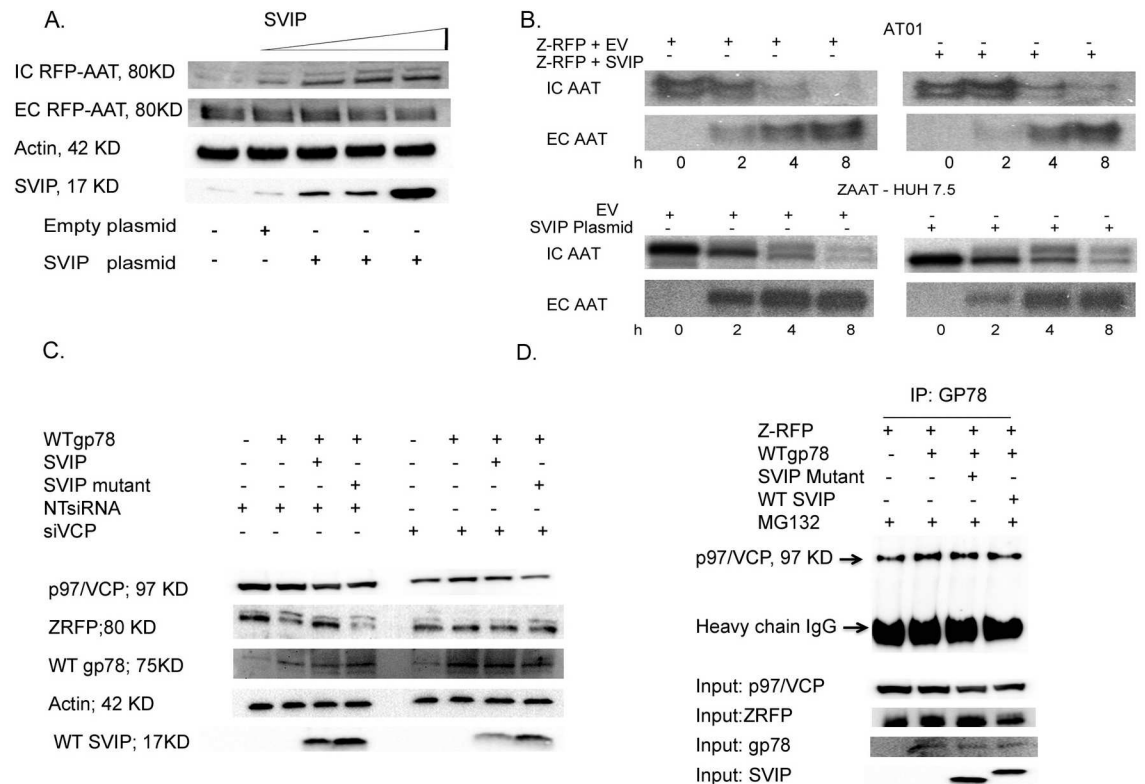 A.
SVIP
IC RFP-AAT, 80KD
EC RFP-AAT, 80KD
Actin, 42 KD
SVIP, 17 KD
Empty plasmid - + - - -
SVIP plasmid - - + + +
B.
AT01
Z-RFP + EV + + + + - - - -
Z-RFP + SVIP - - - - + + + +
IC AAT
EC AAT
h 0 2 4 8 0 2 4 8
ZAAT - HUH 7.5
EV + + + + - - - -
SVIP Plasmid - - - - + + + +
IC AAT
EC AAT
h 0 2 4 8 0 2 4 8
C.
WTgp78 - + + + - + + +
SVIP - - + - - - + -
SVIP mutant - - - + - - - +
NTsiRNA + + + + - - - -
siVCP - - - - + + + +
p97/VCP; 97 KD
ZRFP;80 KD
WT gp78; 75KD
Actin; 42 KD
WT SVIP; 17KD
D.
IP: GP78
Z-RFP + + + +
WTgp78 - + + +
SVIP Mutant - - + -
WT SVIP - - - +
MG132 + + + +
p97/VCP, 97 KD
Heavy chain IgG
Input: p97/VCP
Input:ZRFP
Input: gp78
Input: SVIP